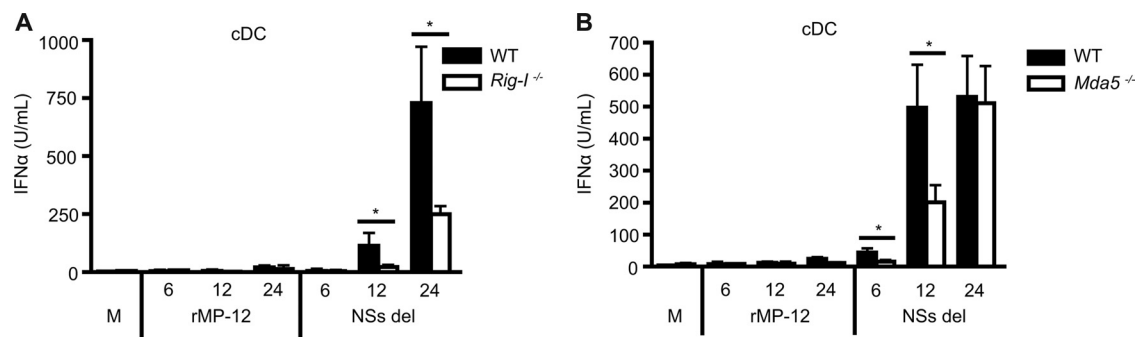 A
cDC
IFNα (U/mL)
1000
750
500
250
0
*
*
WT
Rig-I -/-
6 12 24 6 12 24
M rMP-12 NSs del
B
cDC
IFNα (U/mL)
700
600
500
400
300
200
100
0
*
*
WT
Mda5 -/-
6 12 24 6 12 24
M rMP-12 NSs del